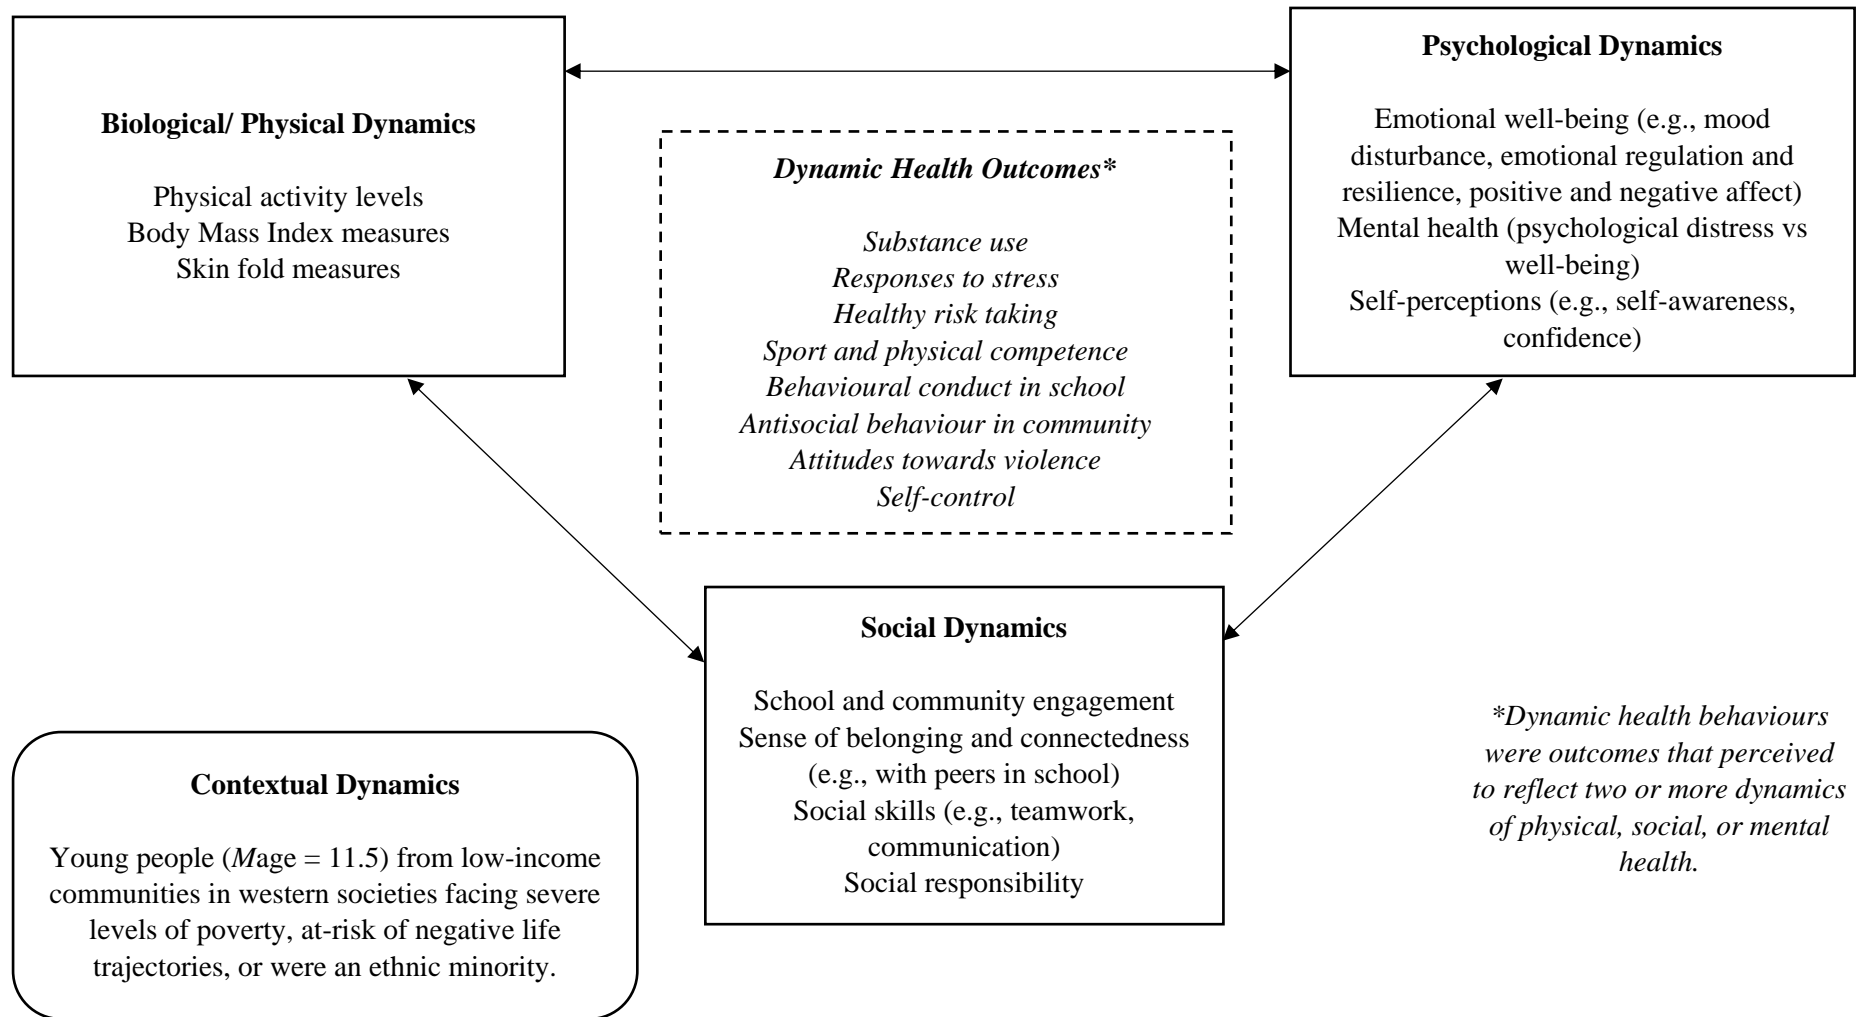 Biological/ Physical Dynamics
Physical activity levels
Body Mass Index measures
Skin fold measures
Dynamic Health Outcomes*
Substance use
Responses to stress
Healthy risk taking
Sport and physical competence
Behavioural conduct in school
Antisocial behaviour in community
Attitudes towards violence
Self-control
Psychological Dynamics
Emotional well-being (e.g., mood
disturbance, emotional regulation and
resilience, positive and negative affect)
Mental health (psychological distress vs
well-being)
Self-perceptions (e.g., self-awareness,
confidence)
Social Dynamics
School and community engagement
Sense of belonging and connectedness
(e.g., with peers in school)
Social skills (e.g., teamwork,
communication)
Social responsibility
Contextual Dynamics
Young people (Mage = 11.5) from low-income
communities in western societies facing severe
levels of poverty, at-risk of negative life
trajectories, or were an ethnic minority.
*Dynamic health behaviours
were outcomes that perceived
to reflect two or more dynamics
of physical, social, or mental
health.